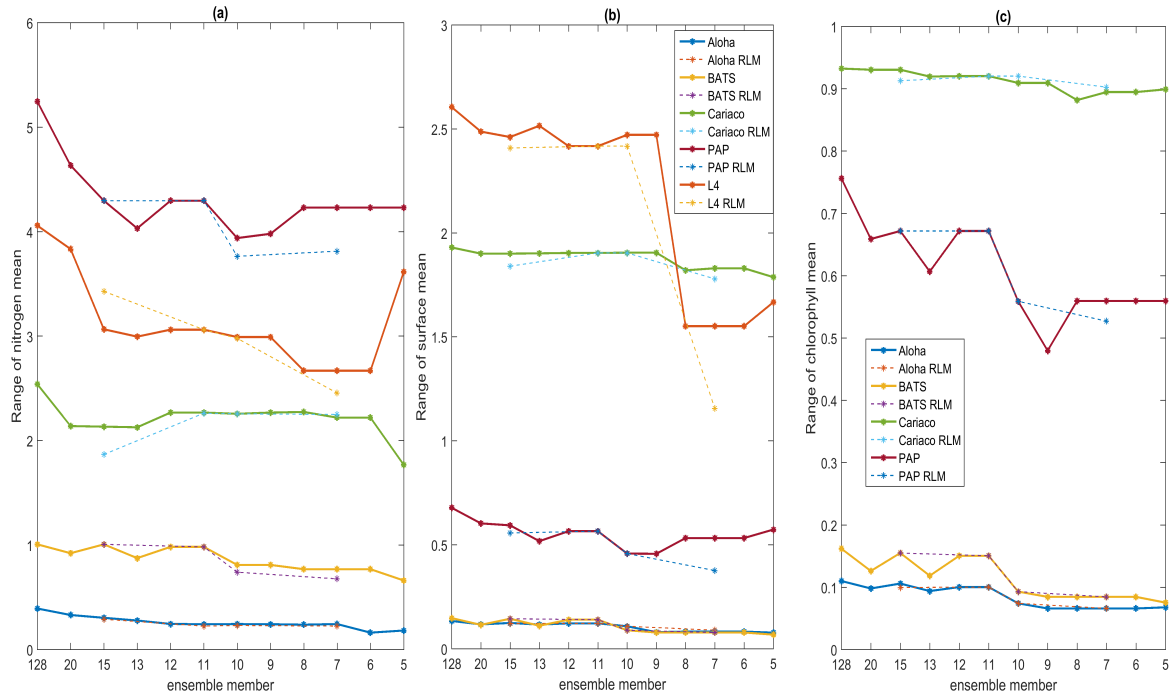 (a)
6
5
4
3
2
1
0
Range of nitrogen mean
128 20 15 13 12 11 10 9 8 7 6 5
ensemble member
(b)
3
2.5
2
1.5
1
0.5
0
Range of surface mean
Aloha
Aloha RLM
BATS
BATS RLM
Cariaco
Cariaco RLM
PAP
PAP RLM
L4
L4 RLM
128 20 15 13 12 11 10 9 8 7 6 5
ensemble member
(c)
1
0.9
0.8
0.7
0.6
0.5
0.4
0.3
0.2
0.1
0
Range of chlorophyll mean
Aloha
Aloha RLM
BATS
BATS RLM
Cariaco
Cariaco RLM
PAP
PAP RLM
128 20 15 13 12 11 10 9 8 7 6 5
ensemble member